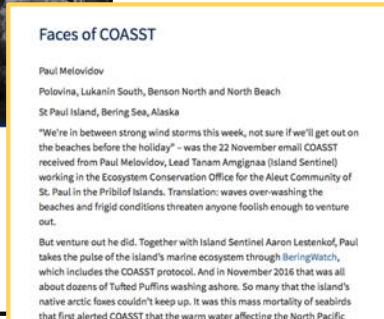 Faces of COASST
Paul Melovidov
Polovina, Lukanin South, Benson North and North Beach
St Paul Island, Bering Sea, Alaska
"We're in between strong wind storms this week, not sure if we'll get out on
the beaches before the holiday" – was the 22 November email COASST
received from Paul Melovidov, Lead Tanam Amgignaa (Island Sentinel)
working in the Ecosystem Conservation Office for the Aleut Community of
St. Paul in the Pribilof Islands. Translation: waves over-washing the
beaches and frigid conditions threaten anyone foolish enough to venture
out.
But venture out he did. Together with Island Sentinel Aaron Lestenkof, Paul
takes the pulse of the island's marine ecosystem through BeringWatch,
which includes the COASST protocol. And in November 2016 that was all
about dozens of Tufted Puffins washing ashore. So many that the island's
native arctic foxes couldn't keep up. It was this mass mortality of seabirds
that first alerted COASST that the warm water affecting the North Pacific